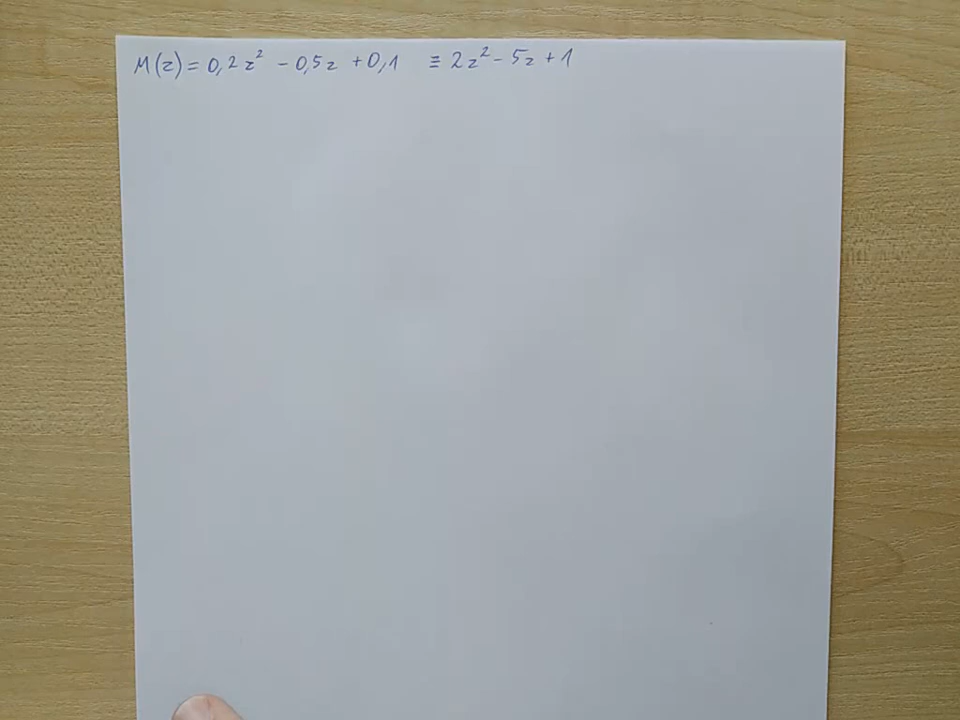 M(z) = 0,2z² - 0,5z + 0,1 ≡ 2z² - 5z + 1